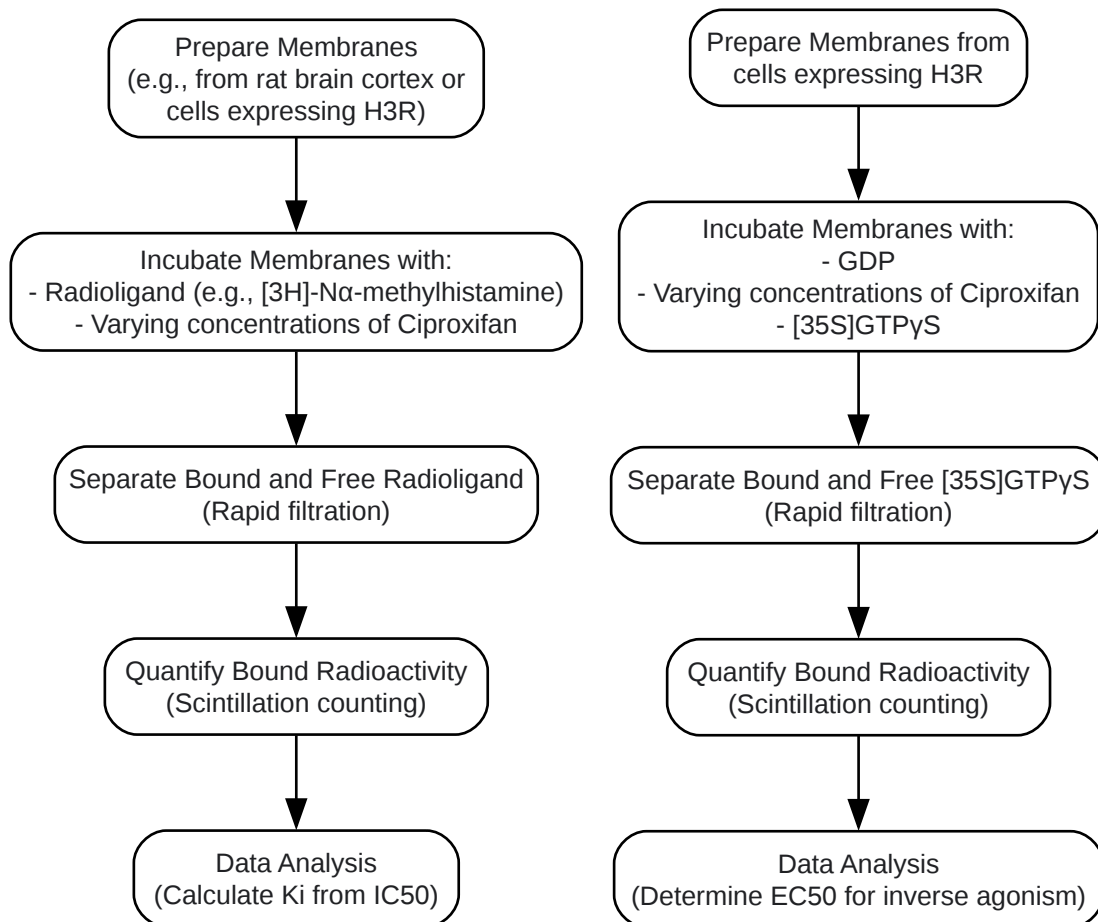 Prepare Membranes
(e.g., from rat brain cortex or
cells expressing H3R)
Incubate Membranes with:
- Radioligand (e.g., [3H]-Nα-methylhistamine)
- Varying concentrations of Ciproxifan
Separate Bound and Free Radioligand
(Rapid filtration)
Quantify Bound Radioactivity
(Scintillation counting)
Data Analysis
(Calculate Ki from IC50)
Prepare Membranes from
cells expressing H3R
Incubate Membranes with:
- GDP
- Varying concentrations of Ciproxifan
- [35S]GTPγS
Separate Bound and Free [35S]GTPγS
(Rapid filtration)
Quantify Bound Radioactivity
(Scintillation counting)
Data Analysis
(Determine EC50 for inverse agonism)